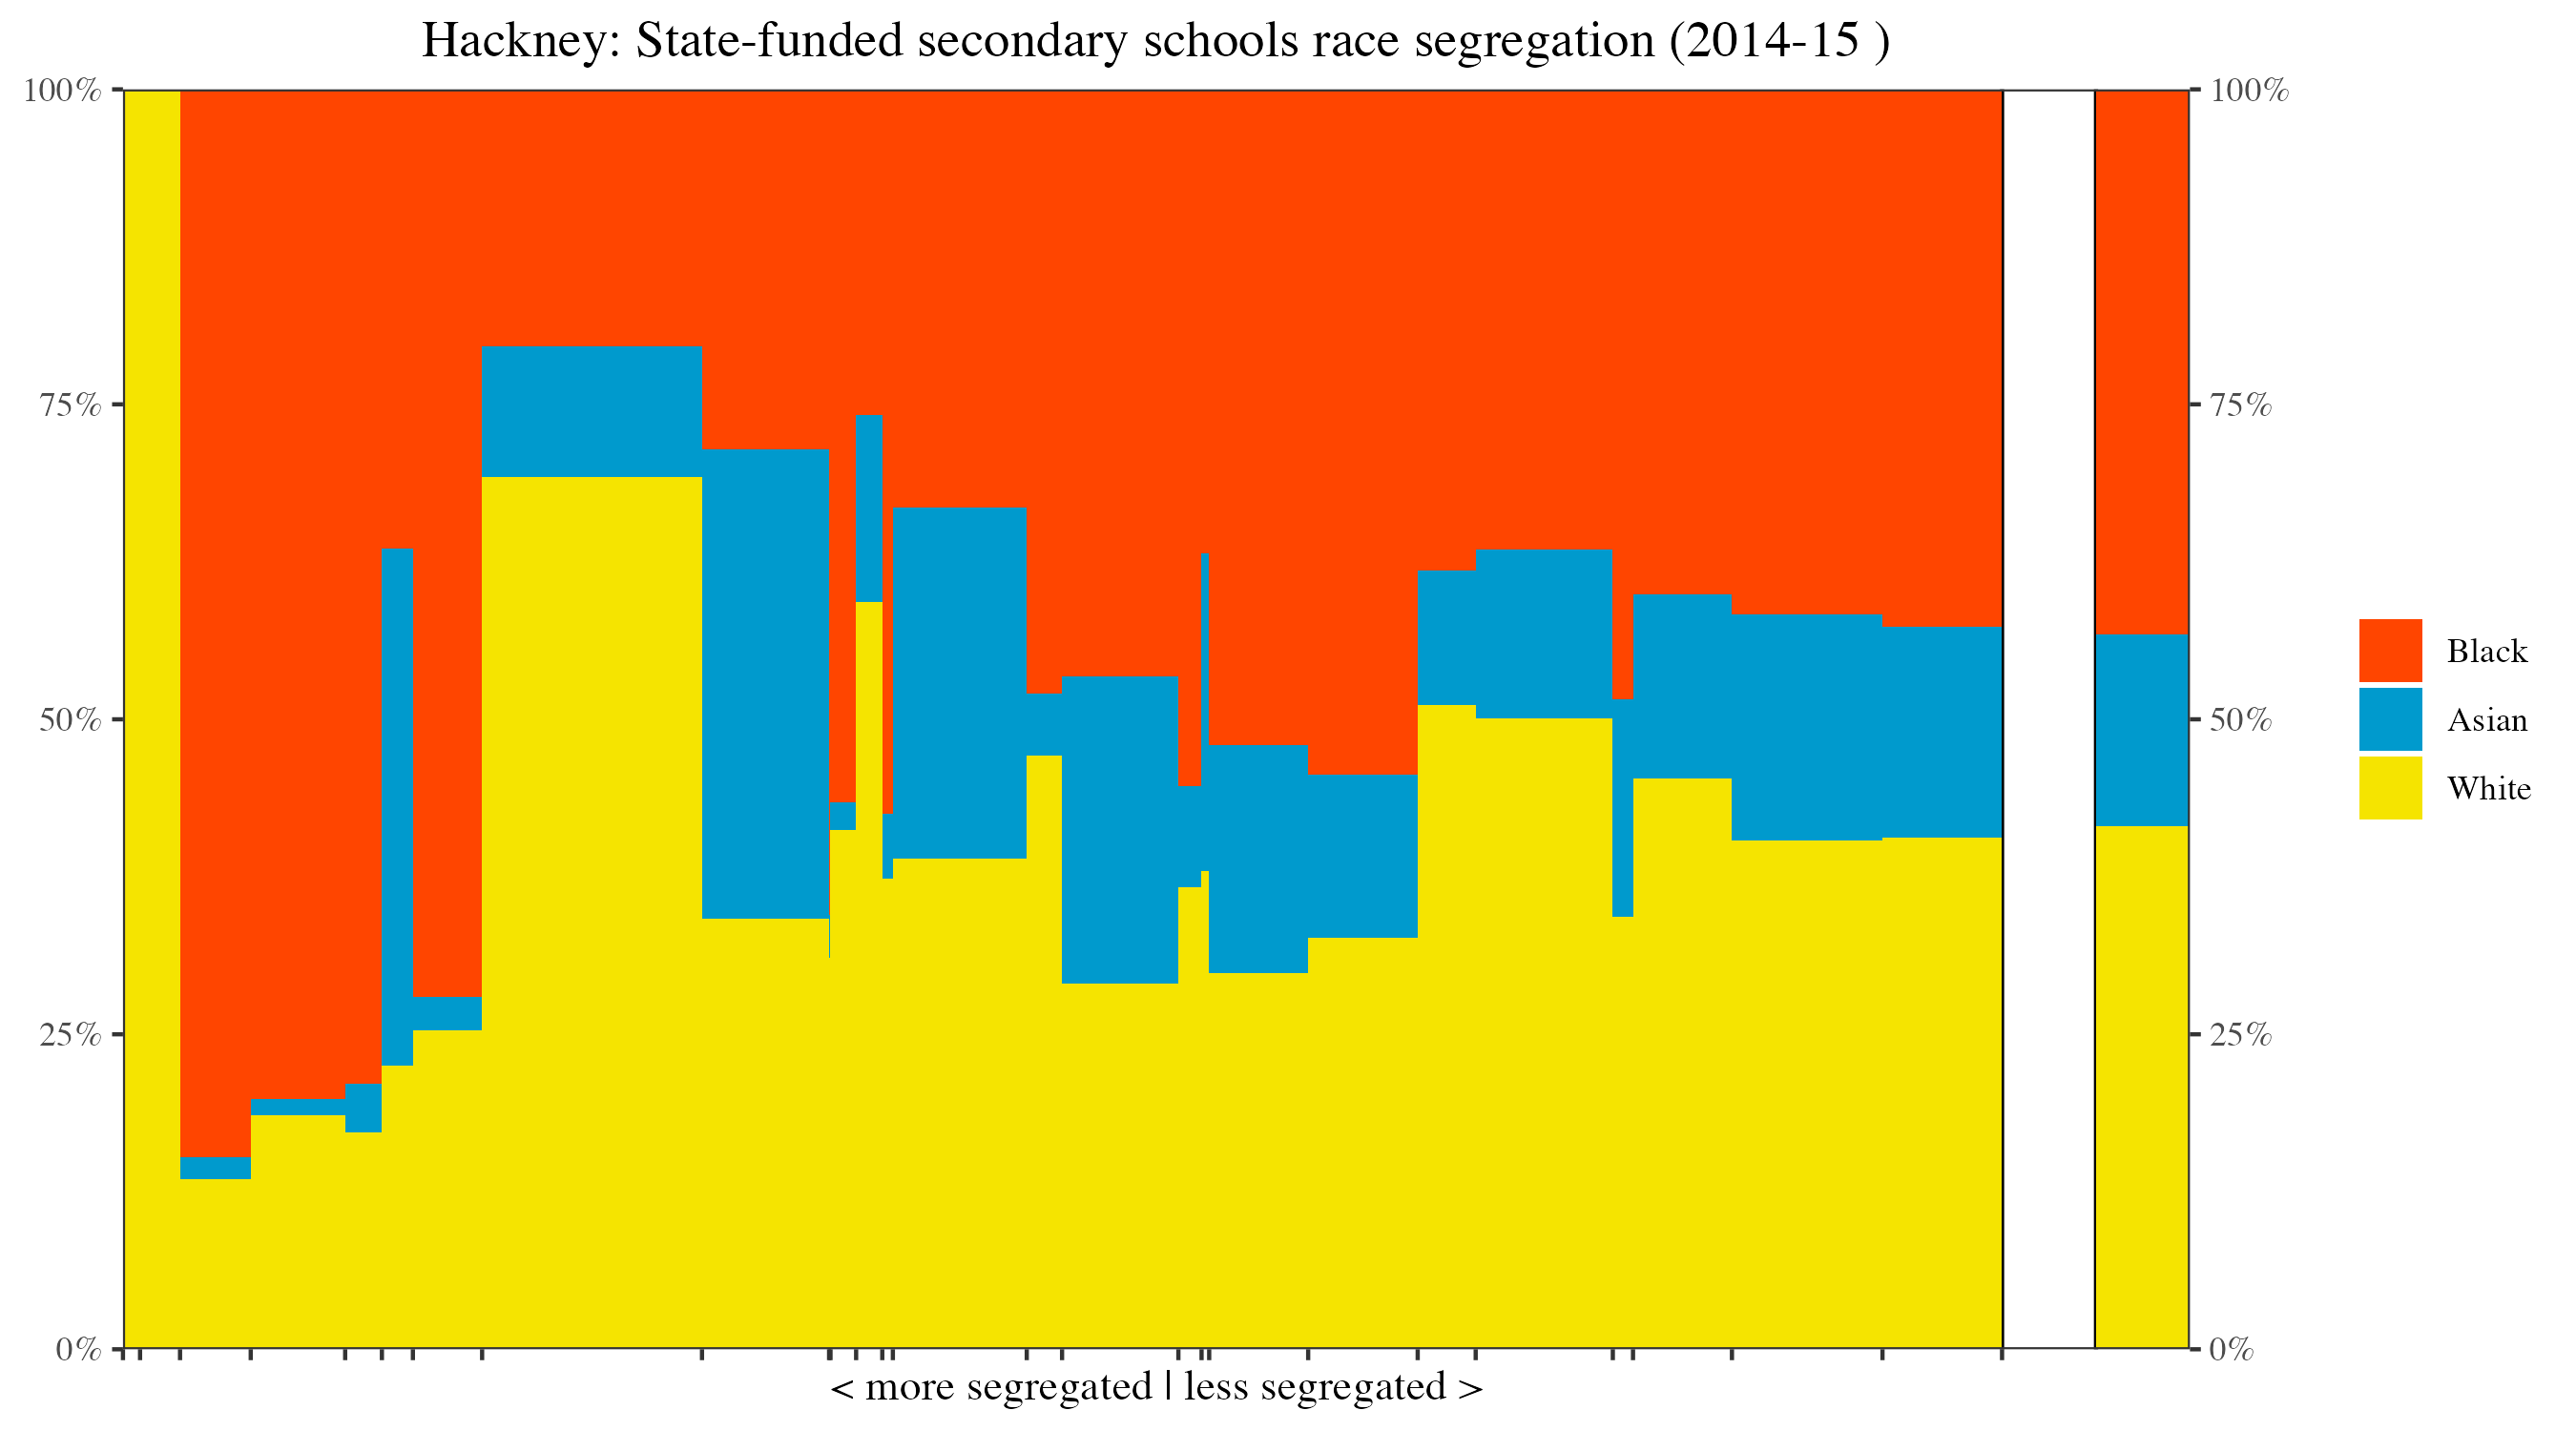 Hackney: State-funded secondary schools race segregation (2014-15 )
100%
75%
50%
25%
0%
100%
75%
50%
25%
0%
Black
Asian
White
< more segregated | less segregated >